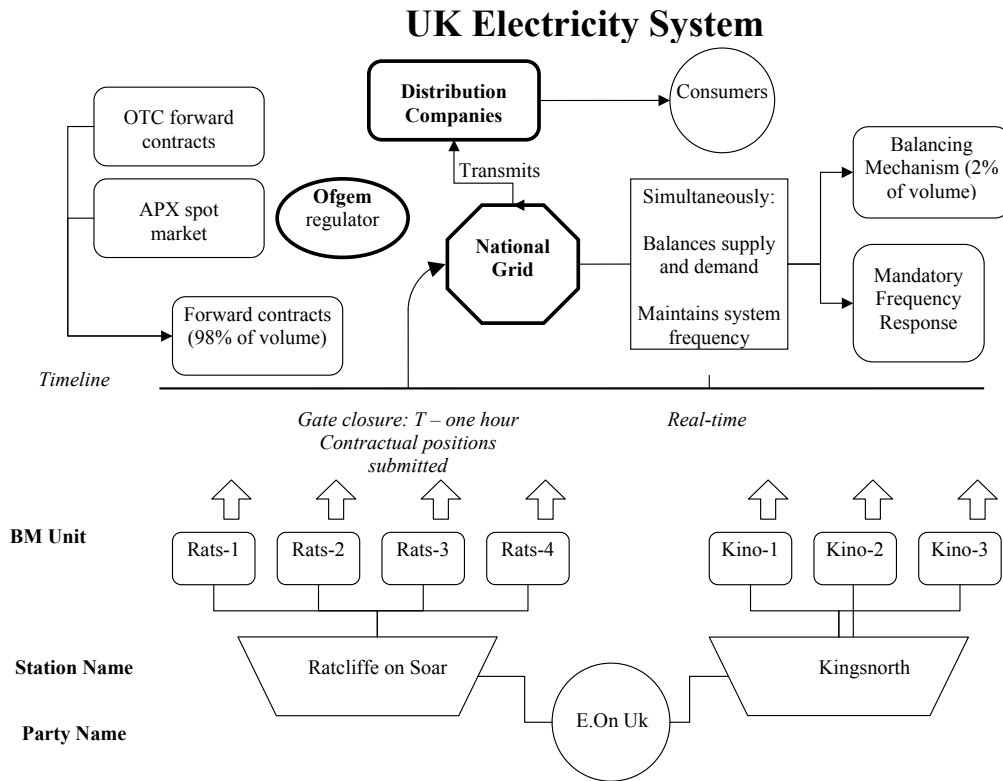 UK Electricity System
OTC forward
contracts
APX spot
market
Ofgem
regulator
Forward contracts
(98% of volume)
Distribution
Companies
Consumers
Transmits
National
Grid
Simultaneously:
Balances supply
and demand
Maintains system
frequency
Balancing
Mechanism (2%
of volume)
Mandatory
Frequency
Response
Timeline
Gate closure: T – one hour
Contractual positions
submitted
Real-time
BM Unit
Rats-1
Rats-2
Rats-3
Rats-4
Kino-1
Kino-2
Kino-3
Station Name
Ratcliffe on Soar
Kingsnorth
Party Name
E.On Uk